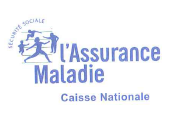 SÉCURITÉ SOCIALE
l'Assurance
Maladie
Caisse Nationale